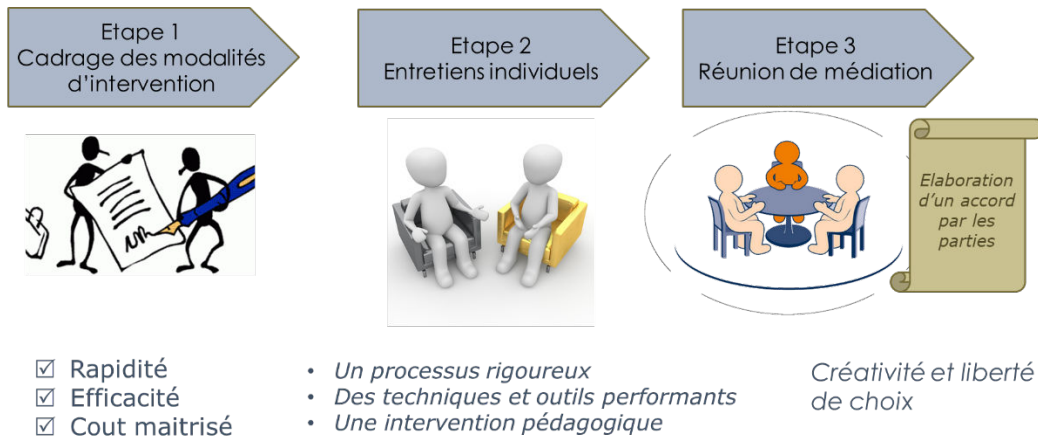 Etape 1
Cadrage des modalités
d'intervention
Etape 2
Entretiens individuels
Etape 3
Réunion de médiation
Elaboration
d'un accord
par les
parties
☑ Rapidité
☑ Efficacité
☑ Cout maitrisé
• Un processus rigoureux
• Des techniques et outils performants
• Une intervention pédagogique
Créativité et liberté
de choix